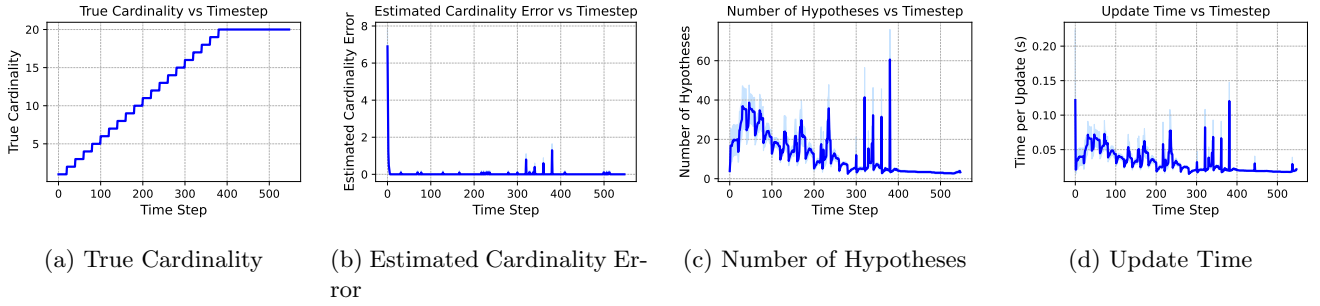 True Cardinality vs Timestep
20
15
10
5
True Cardinality
0 100 200 300 400 500
Time Step
Estimated Cardinality Error vs Timestep
8
6
4
2
0
Estimated Cardinality Error
0 100 200 300 400 500
Time Step
Number of Hypotheses vs Timestep
60
40
20
0
Number of Hypotheses
0 100 200 300 400 500
Time Step
Update Time vs Timestep
0.20
0.15
0.10
0.05
Time per Update (s)
0 100 200 300 400 500
Time Step
(a) True Cardinality
(b) Estimated Cardinality Er-
ror
(c) Number of Hypotheses
(d) Update Time